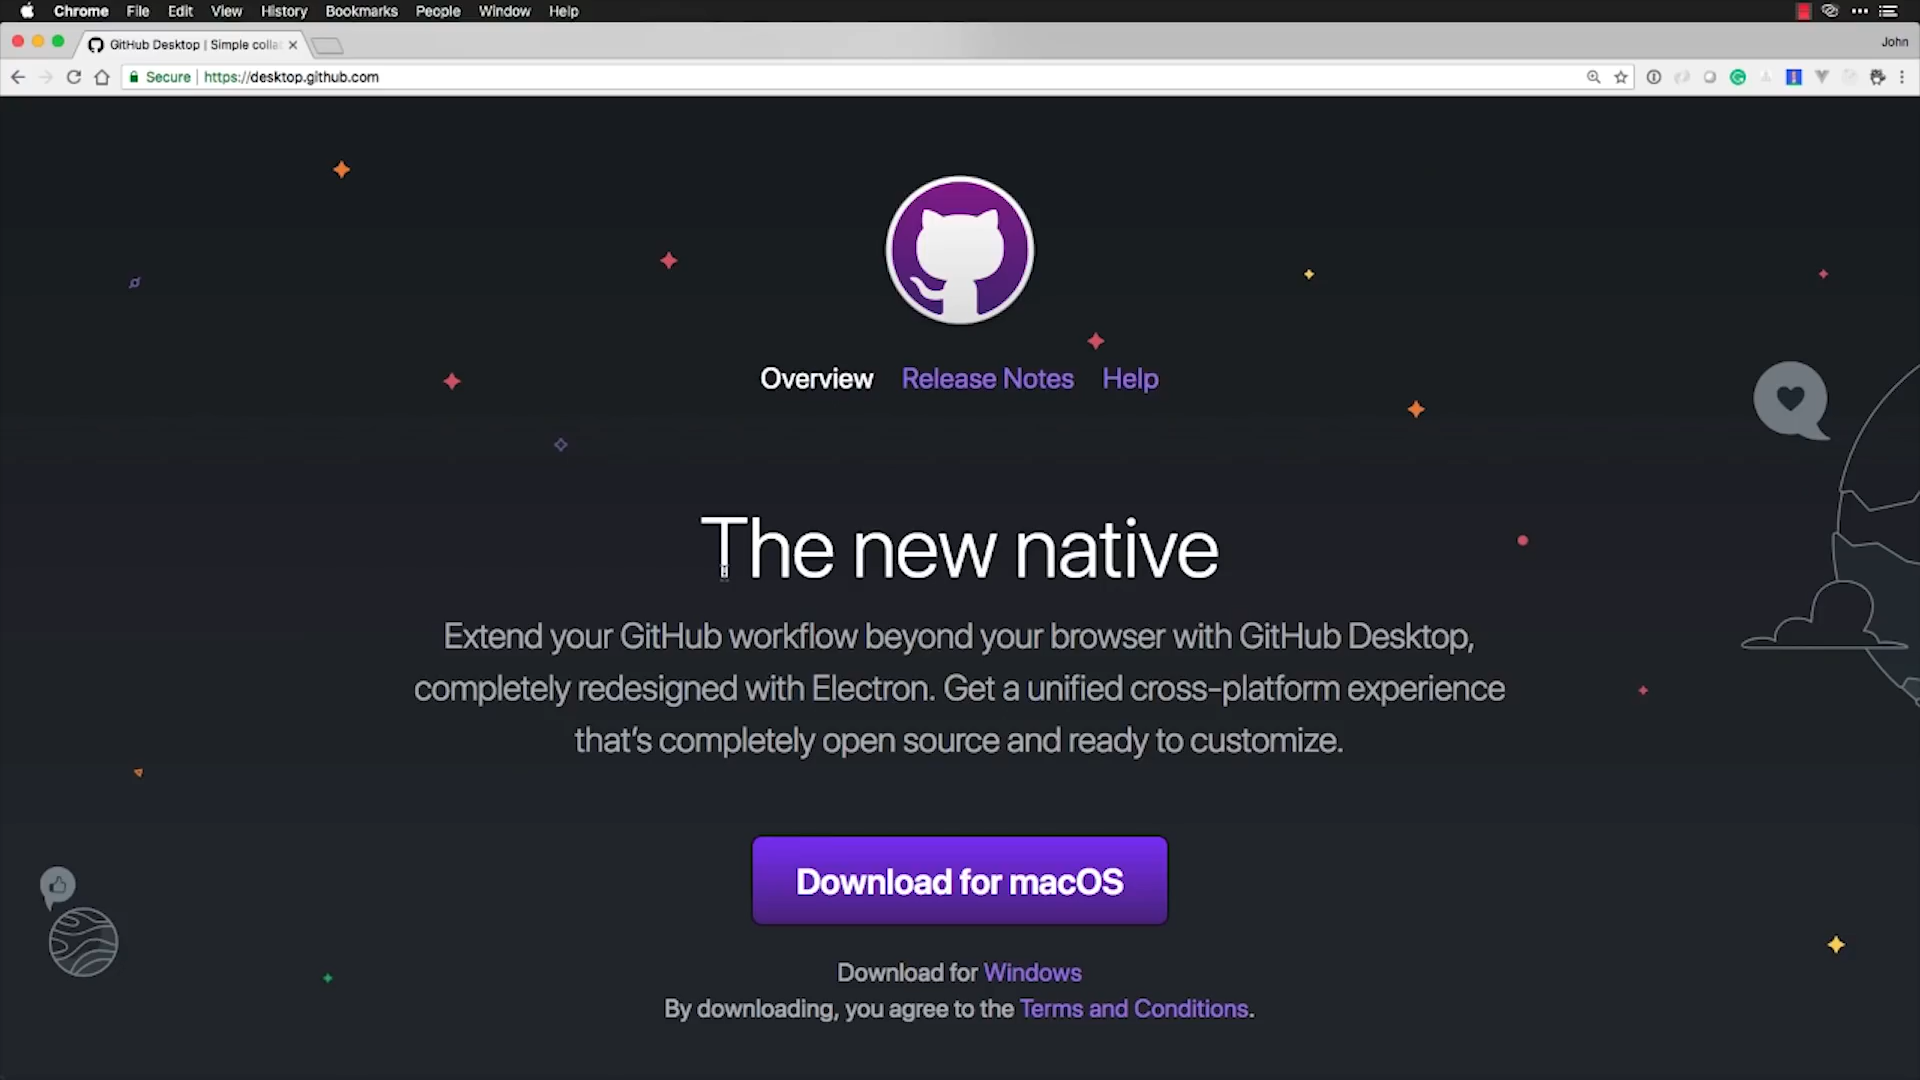 Chrome File Edit View History Bookmarks People Window Help
GitHub Desktop | Simple colla
John
Secure https://desktop.github.com
Overview Release Notes Help
The new native
Extend your GitHub workflow beyond your browser with GitHub Desktop,
completely redesigned with Electron. Get a unified cross-platform experience
that's completely open source and ready to customize.
Download for macOS
Download for Windows
By downloading, you agree to the Terms and Conditions.